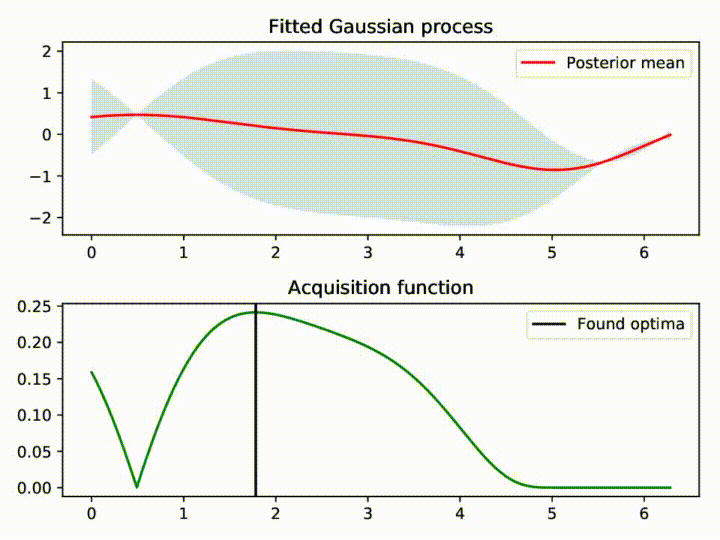 Fitted Gaussian process
Posterior mean
2
1
0
−1
−2
0 1 2 3 4 5 6
Acquisition function
Found optima
0.25
0.20
0.15
0.10
0.05
0.00
0 1 2 3 4 5 6